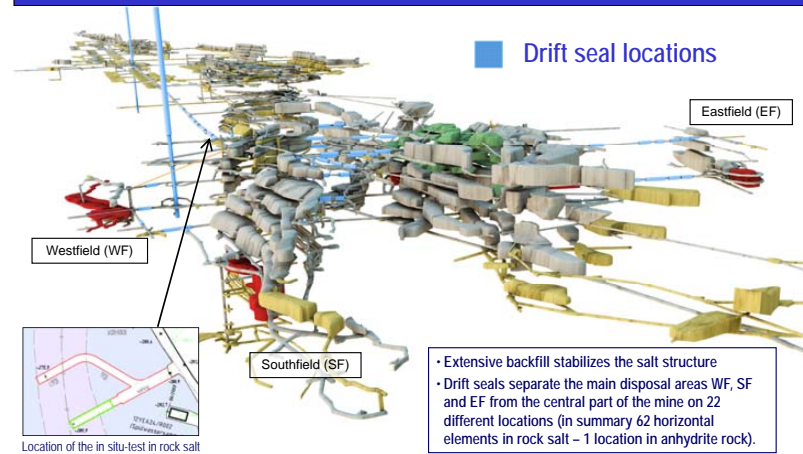 Drift seal locations
Eastfield (EF)
Westfield (WF)
Southfield (SF)
Location of the in situ-test in rock salt
• Extensive backfill stabilizes the salt structure
• Drift seals separate the main disposal areas WF, SF
and EF from the central part of the mine on 22
different locations (in summary 62 horizontal
elements in rock salt – 1 location in anhydrite rock).